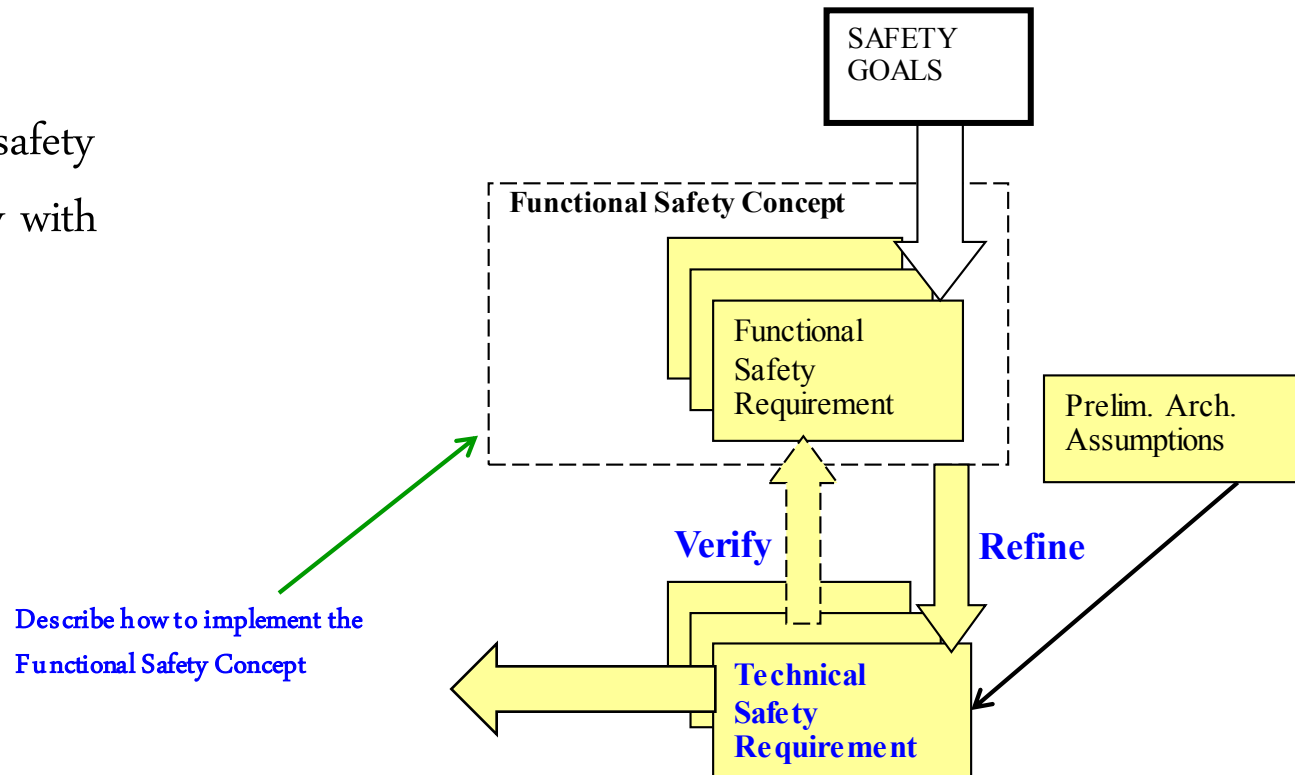 SAFETY
GOALS
safety
with
Functional Safety Concept
Functional
Safety
Requirement
Prelim. Arch.
Assumptions
Verify
Refine
Describe how to implement the
Functional Safety Concept
Technical
Safety
Requirement